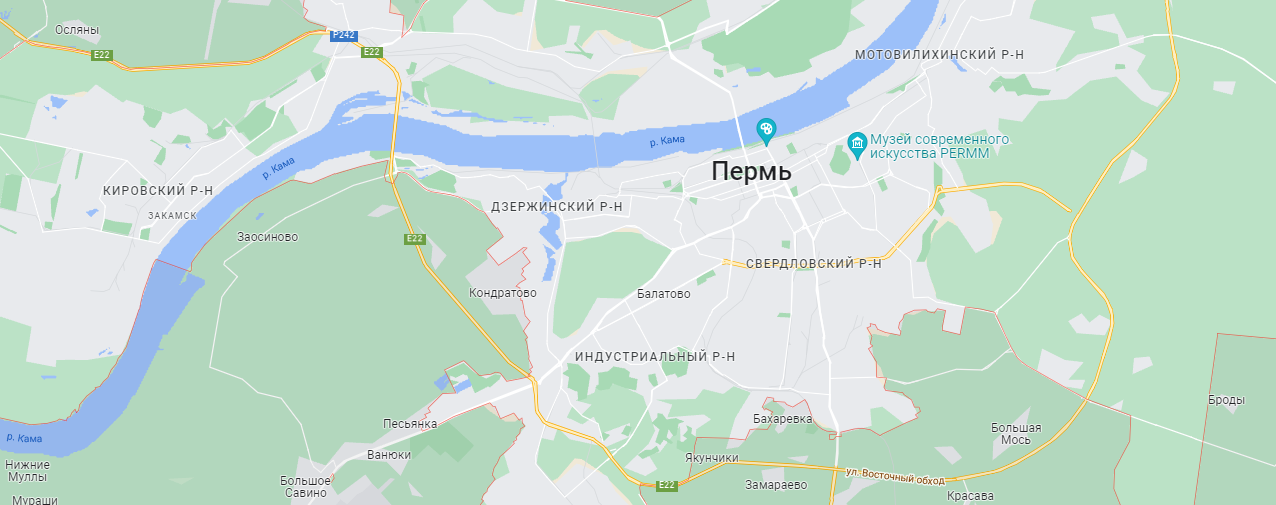 Осляны
P242
E22
E22
МОТОВИЛИХИНСКИЙ Р-Н
р. Кама
Музей современного
искусства PERMM
р. Кама
Пермь
КИРОВСКИЙ Р-Н
ЗАКАМСК
ДЗЕРЖИНСКИЙ Р-Н
Заосиново
E22
СВЕРДЛОВСКИЙ Р-Н
Кондратово
Балатово
ИНДУСТРИАЛЬНЫЙ Р-Н
Броды
Бахаревка
Песьянка
Большая
Мось
р. Кама
Ванюки
Якунчики
Нижние
Муллы
ул. Восточный обход
Большое
Савино
E22
Замараево
Красава
Мураши